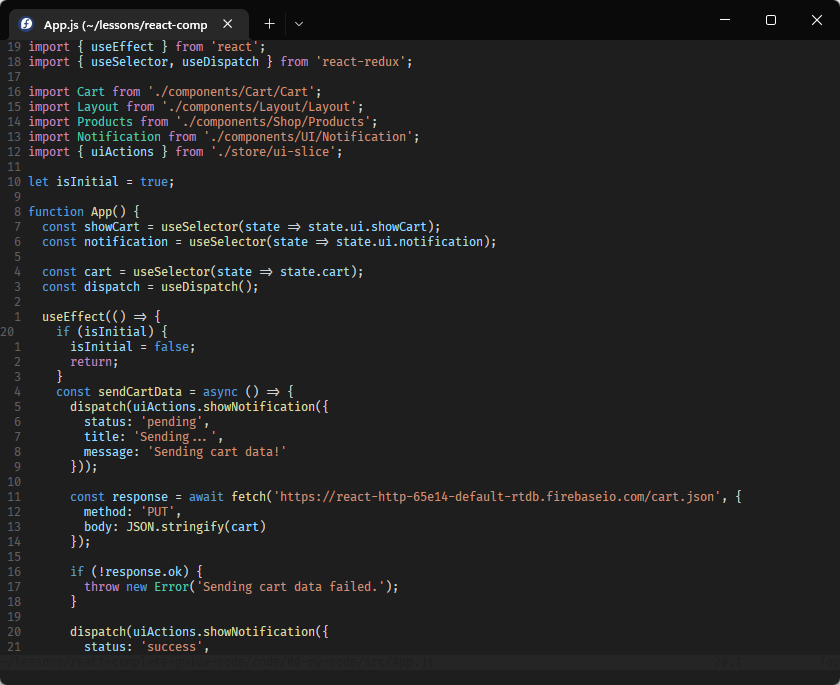 App.js (~/lessons/react-comp
19 import { useEffect } from 'react';
18 import { useSelector, useDispatch } from 'react-redux';
17
16 import Cart from './components/Cart/Cart';
15 import Layout from './components/Layout/Layout';
14 import Products from './components/Shop/Products';
13 import Notification from './components/UI/Notification';
12 import { uiActions } from './store/ui-slice';
11
10 let isInitial = true;
9
8 function App() {
7   const showCart = useSelector(state => state.ui.showCart);
6   const notification = useSelector(state => state.ui.notification);
5
4   const cart = useSelector(state => state.cart);
3   const dispatch = useDispatch();
2
1   useEffect(() => {
20     if (isInitial) {
1       isInitial = false;
2       return;
3     }
4     const sendCartData = async () => {
5       dispatch(uiActions.showNotification({
6         status: 'pending',
7         title: 'Sending...',
8         message: 'Sending cart data!'
9       }));
10
11       const response = await fetch('https://react-http-65e14-default-rtdb.firebaseio.com/cart.json', {
12         method: 'PUT',
13         body: JSON.stringify(cart)
14       });
15
16       if (!response.ok) {
17         throw new Error('Sending cart data failed.');
18       }
19
20       dispatch(uiActions.showNotification({
21         status: 'success',